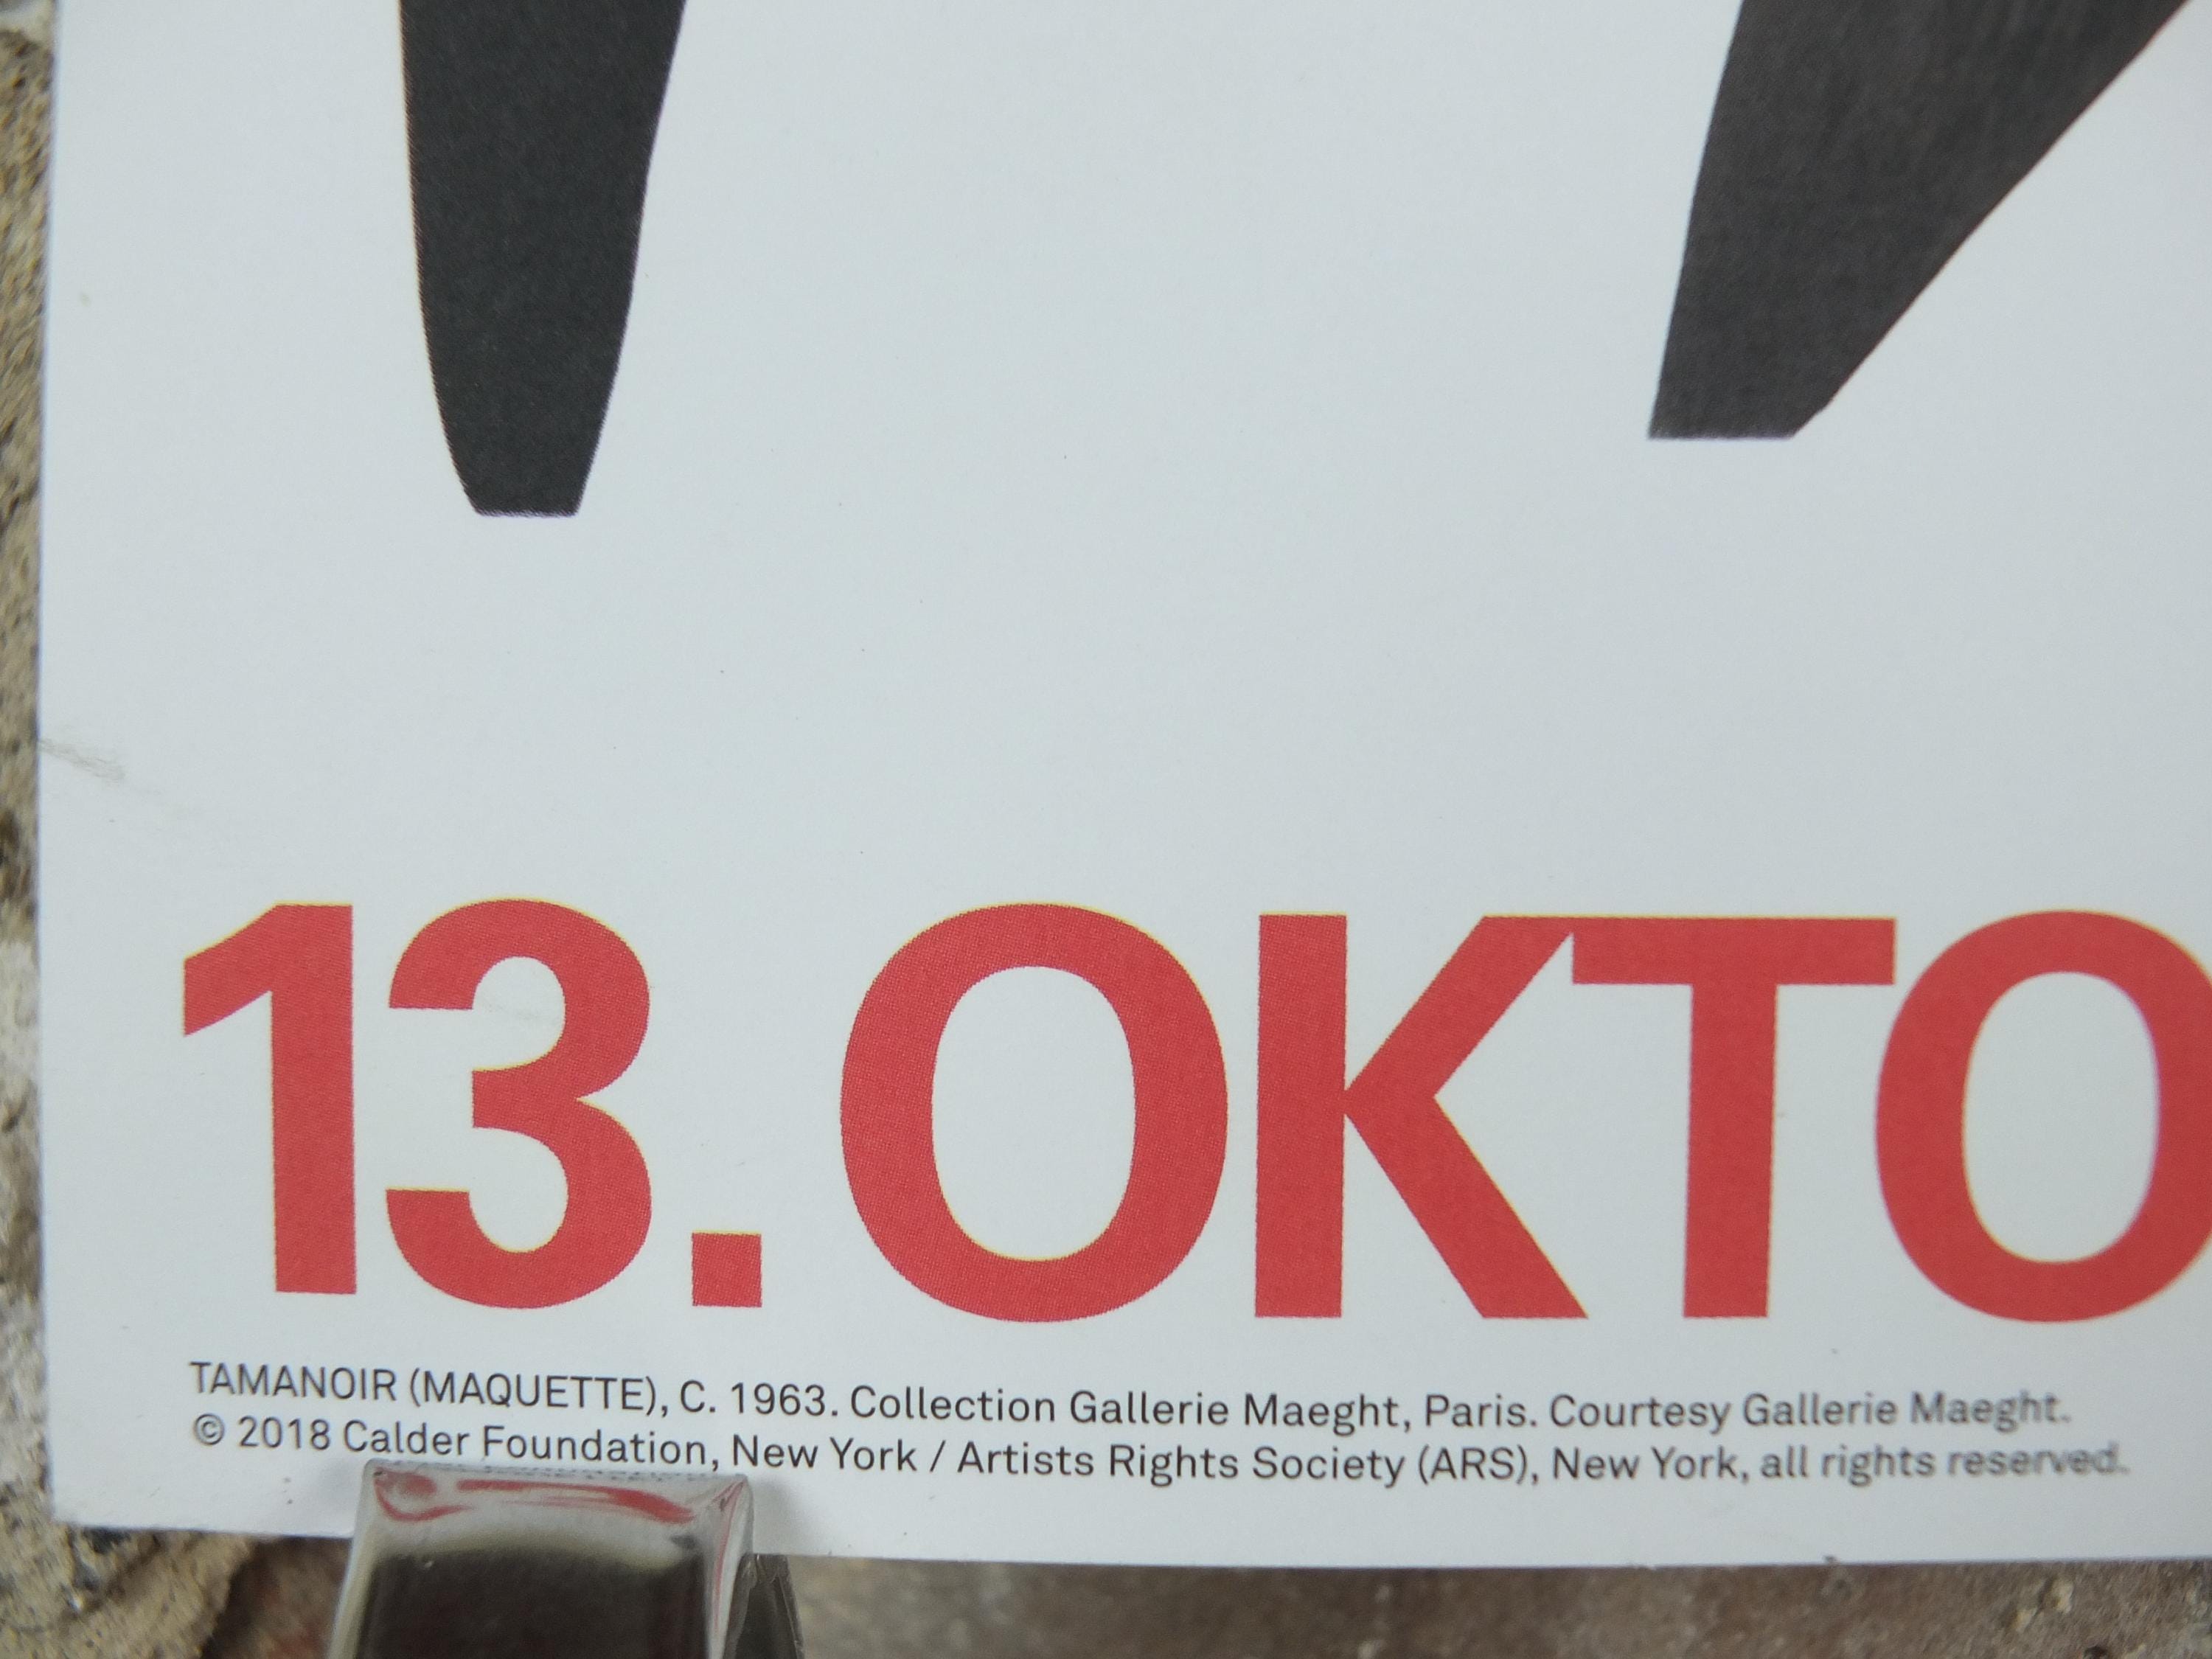 13. OKTO
TAMANOIR (MAQUETTE), C. 1963. Collection Gallerie Maeght, Paris. Courtesy Gallerie Maeght.
© 2018 Calder Foundation, New York / Artists Rights Society (ARS), New York, all rights reserved.